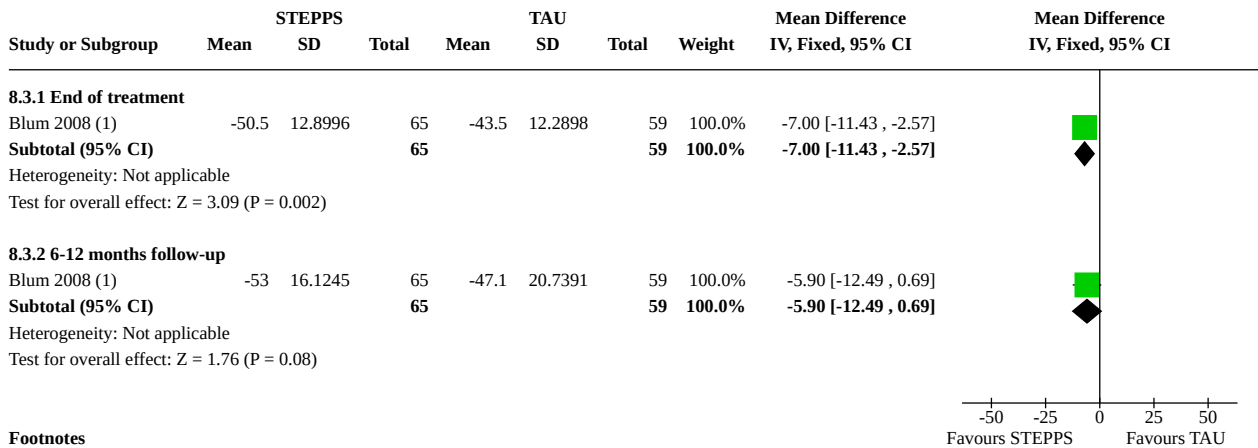 STEPPS TAU Mean Difference Mean Difference
Study or Subgroup Mean SD Total Mean SD Total Weight IV, Fixed, 95% CI IV, Fixed, 95% CI
8.3.1 End of treatment
Blum 2008 (1) -50.5 12.8996 65 -43.5 12.2898 59 100.0% -7.00 [-11.43 , -2.57]
Subtotal (95% CI) 65 59 100.0% -7.00 [-11.43 , -2.57]
Heterogeneity: Not applicable
Test for overall effect: Z = 3.09 (P = 0.002)
8.3.2 6-12 months follow-up
Blum 2008 (1) -53 16.1245 65 -47.1 20.7391 59 100.0% -5.90 [-12.49 , 0.69]
Subtotal (95% CI) 65 59 100.0% -5.90 [-12.49 , 0.69]
Heterogeneity: Not applicable
Test for overall effect: Z = 1.76 (P = 0.08)
-50 -25 0 25 50
Footnotes Favours STEPPS Favours TAU